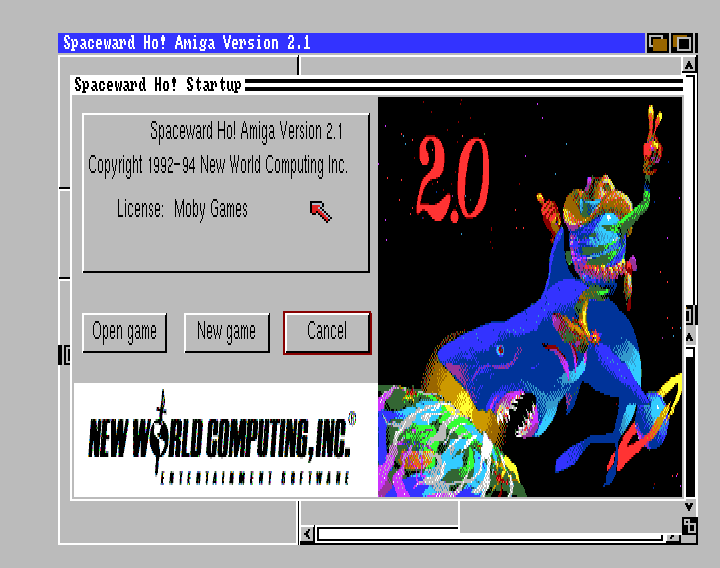 Spaceward Ho! Amiga Version 2.1
Spaceward Ho! Startup
Spaceward Ho! Amiga Version 2.1
Copyright 1992-94 New World Computing Inc.
License: Moby Games
2.0
Open game
New game
Cancel
NEW WORLD COMPUTING, INC.®
ENTERTAINMENT SOFTWARE